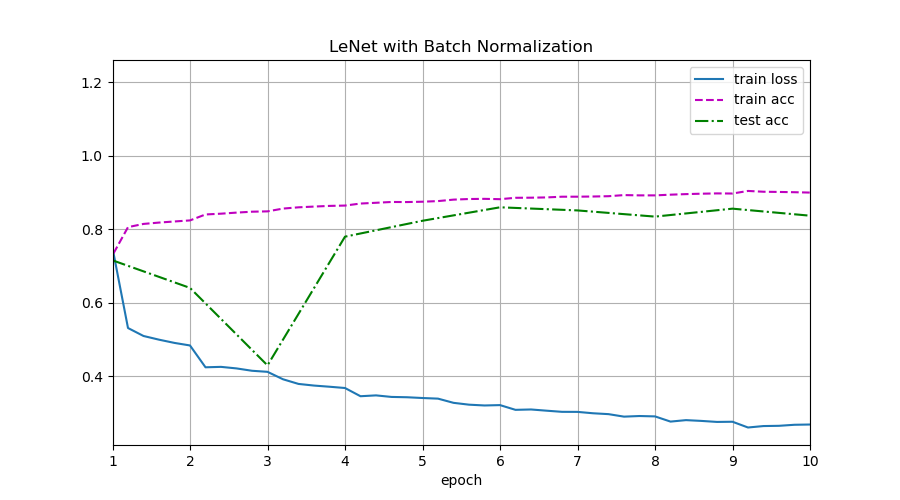 LeNet with Batch Normalization
train loss
train acc
test acc
1.2
1.0
0.8
0.6
0.4
1 2 3 4 5 6 7 8 9 10
epoch